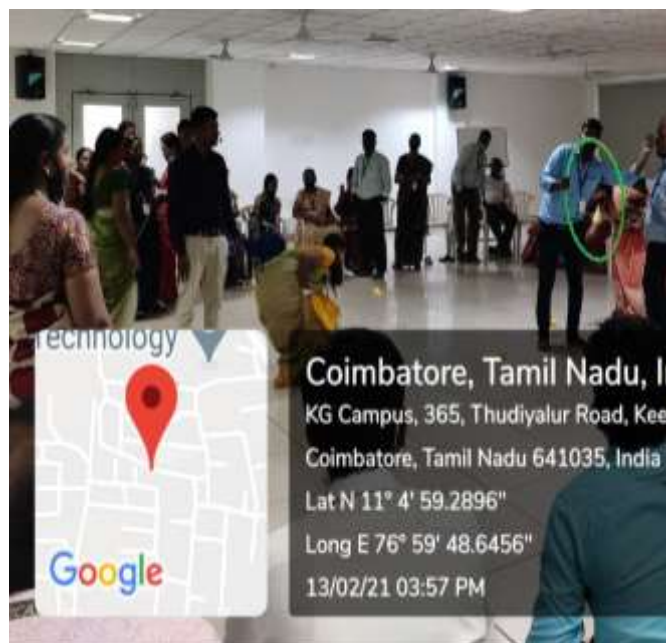 Technology
Google
Coimbatore, Tamil Nadu, I
KG Campus, 365, Thudiyalur Road, Kee
Coimbatore, Tamil Nadu 641035, India
Lat N 11° 4' 59.2896"
Long E 76° 59' 48.6456"
13/02/21 03:57 PM